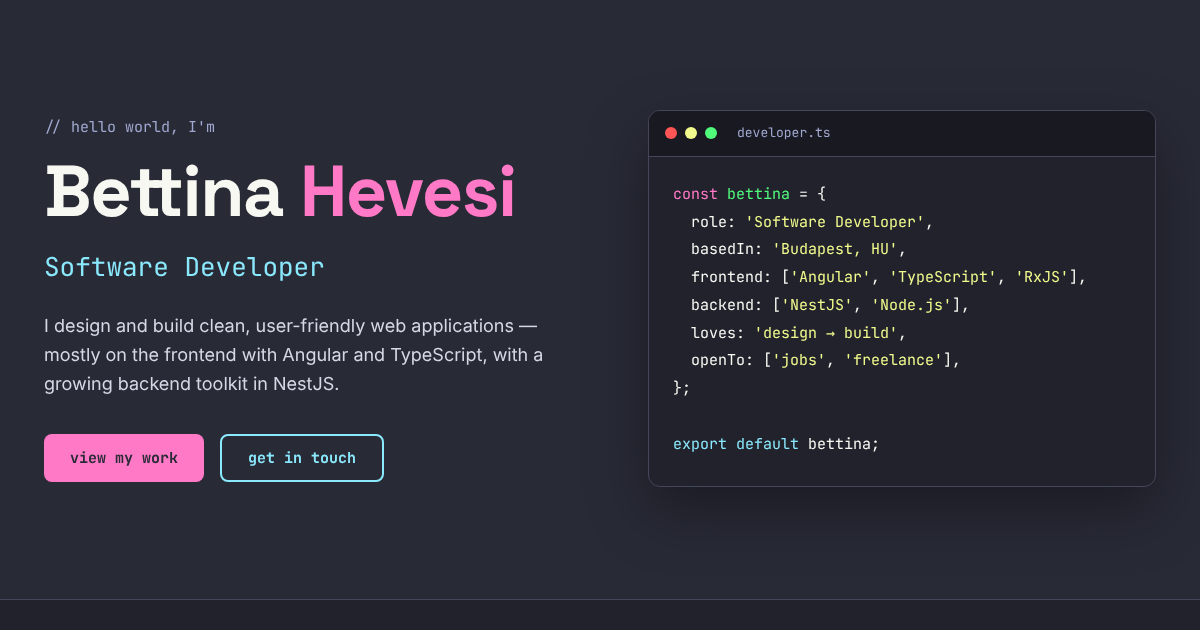 // hello world, I'm
Bettina Hevesi
Software Developer
I design and build clean, user-friendly web applications —
mostly on the frontend with Angular and TypeScript, with a
growing backend toolkit in NestJS.
view my work
get in touch
developer.ts
const bettina = {
role: 'Software Developer',
basedIn: 'Budapest, HU',
frontend: ['Angular', 'TypeScript', 'RxJS'],
backend: ['NestJS', 'Node.js'],
loves: 'design → build',
openTo: ['jobs', 'freelance'],
};
export default bettina;